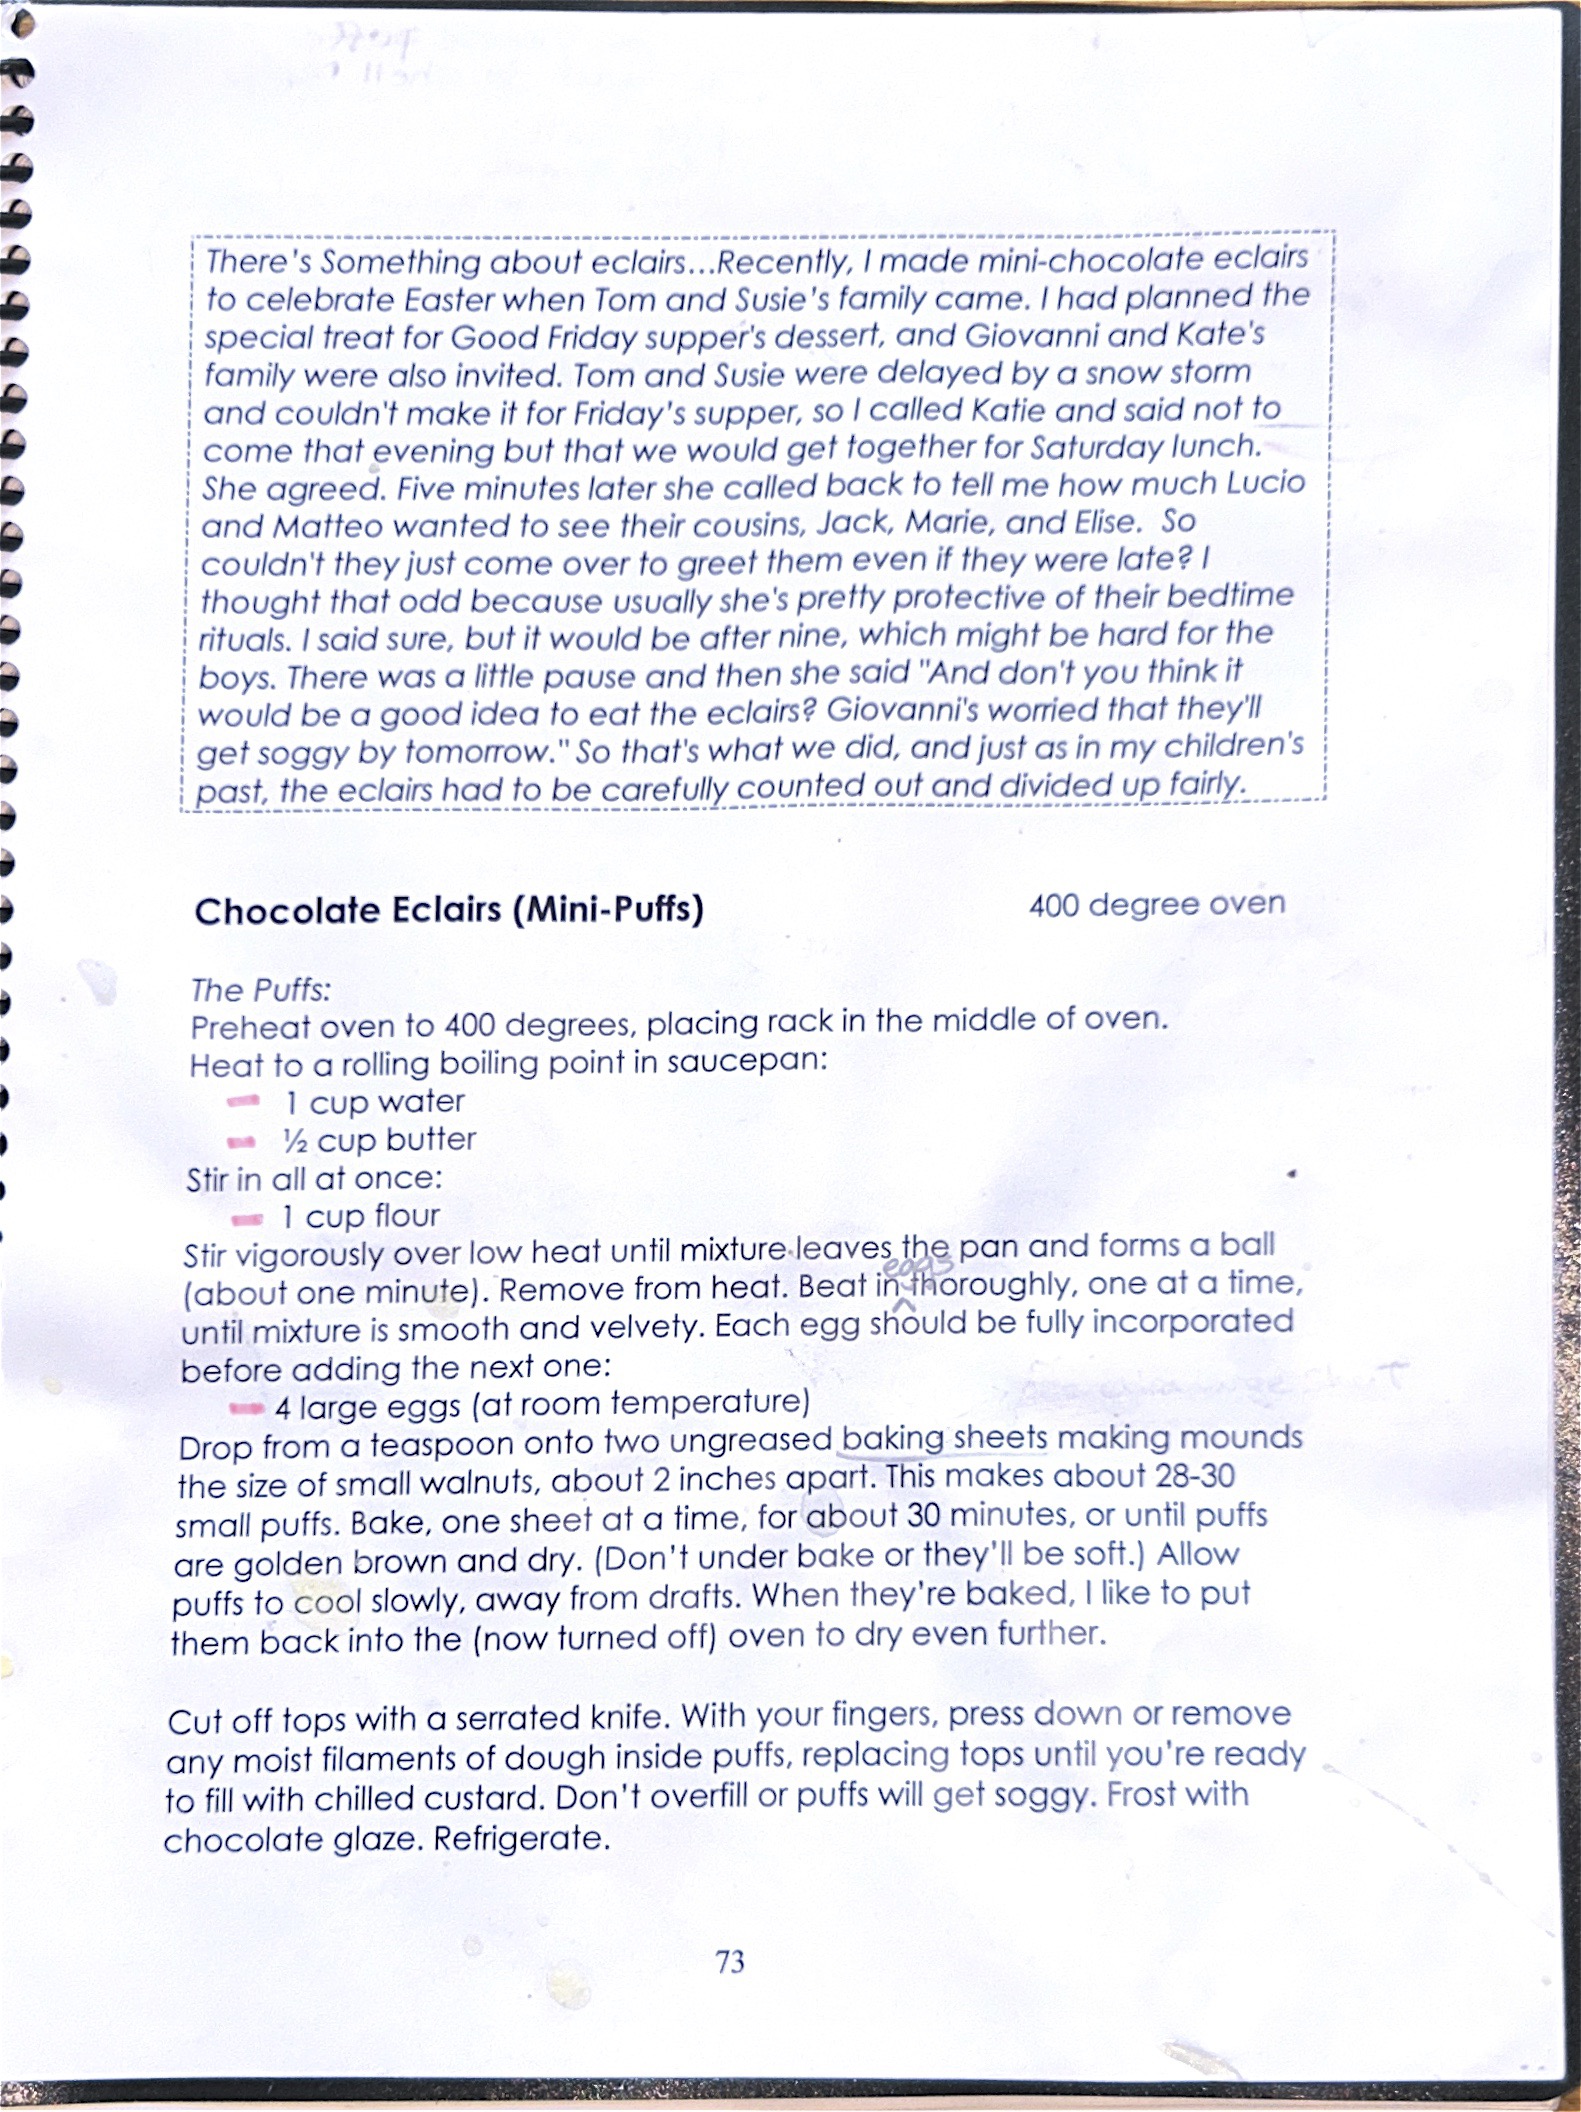 There's Something about eclairs...Recently, I made mini-chocolate eclairs
to celebrate Easter when Tom and Susie's family came. I had planned the
special treat for Good Friday supper's dessert, and Giovanni and Kate's
family were also invited. Tom and Susie were delayed by a snow storm
and couldn't make it for Friday's supper, so I called Katie and said not to
come that evening but that we would get together for Saturday lunch.
She agreed. Five minutes later she called back to tell me how much Lucio
and Matteo wanted to see their cousins, Jack, Marie, and Elise.  So
couldn't they just come over to greet them even if they were late? I
thought that odd because usually she's pretty protective of their bedtime
rituals. I said sure, but it would be after nine, which might be hard for the
boys. There was a little pause and then she said "And don't you think it
would be a good idea to eat the eclairs? Giovanni's worried that they'll
get soggy by tomorrow." So that's what we did, and just as in my children's
past, the eclairs had to be carefully counted out and divided up fairly.
Chocolate Eclairs (Mini-Puffs) 400 degree oven
The Puffs:
Preheat oven to 400 degrees, placing rack in the middle of oven.
Heat to a rolling boiling point in saucepan:
1 cup water
½ cup butter
Stir in all at once:
1 cup flour
Stir vigorously over low heat until mixture leaves the pan and forms a ball
(about one minute). Remove from heat. Beat in eggs thoroughly, one at a time,
until mixture is smooth and velvety. Each egg should be fully incorporated
before adding the next one:
4 large eggs (at room temperature)
Drop from a teaspoon onto two ungreased baking sheets making mounds
the size of small walnuts, about 2 inches apart. This makes about 28-30
small puffs. Bake, one sheet at a time, for about 30 minutes, or until puffs
are golden brown and dry. (Don't under bake or they'll be soft.) Allow
puffs to cool slowly, away from drafts. When they're baked, I like to put
them back into the (now turned off) oven to dry even further.
Cut off tops with a serrated knife. With your fingers, press down or remove
any moist filaments of dough inside puffs, replacing tops until you're ready
to fill with chilled custard. Don't overfill or puffs will get soggy. Frost with
chocolate glaze. Refrigerate.
73